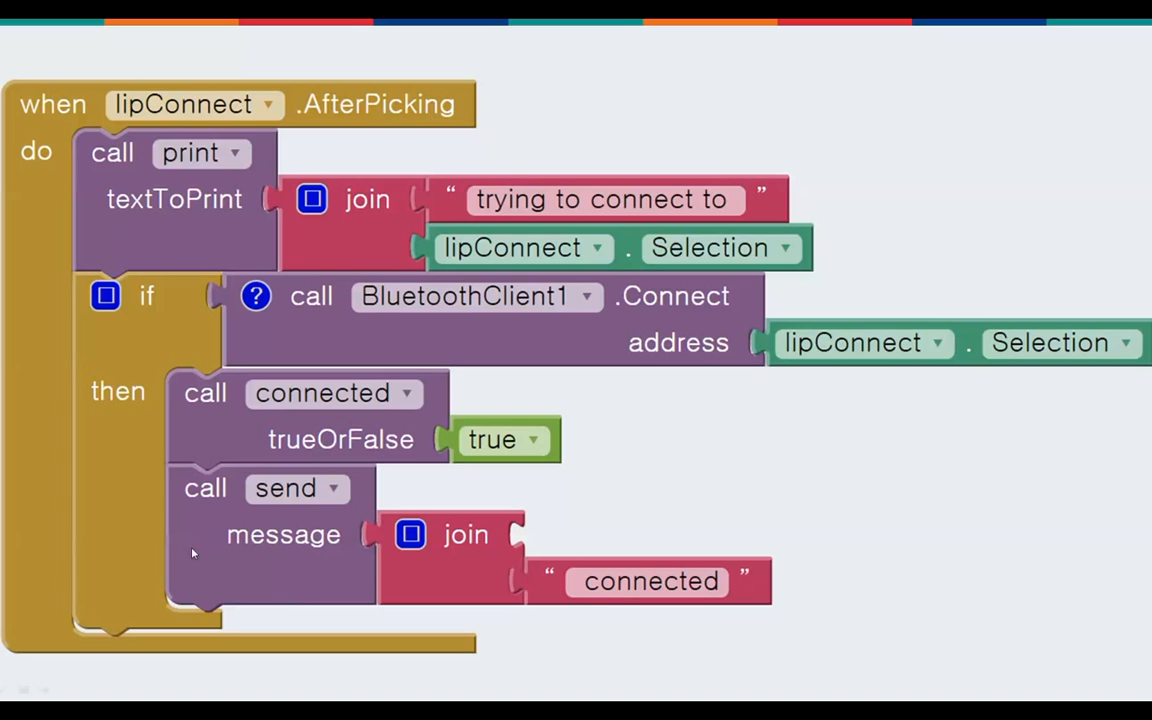 when lipConnect .AfterPicking
do call print
textToPrint join “ trying to connect to ”
lipConnect . Selection
if ? call BluetoothClient1 .Connect
address lipConnect . Selection
then call connected
trueOrFalse true
call send
message join
“ connected ”